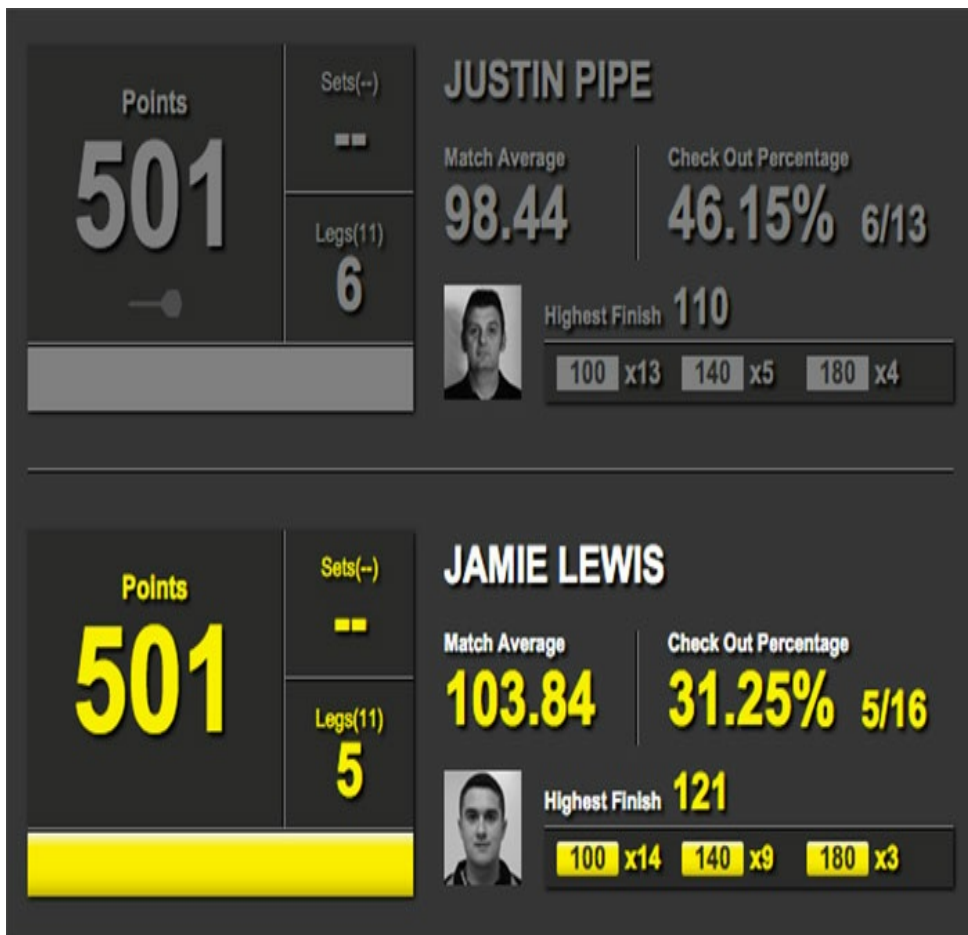 Points
501
Sets(--)
--
Legs(11)
6
JUSTIN PIPE
Match Average
98.44
Check Out Percentage
46.15% 6/13
Highest Finish 110
100 x13 140 x5 180 x4
Points
501
Sets(--)
--
Legs(11)
5
JAMIE LEWIS
Match Average
103.84
Check Out Percentage
31.25% 5/16
Highest Finish 121
100 x14 140 x9 180 x3